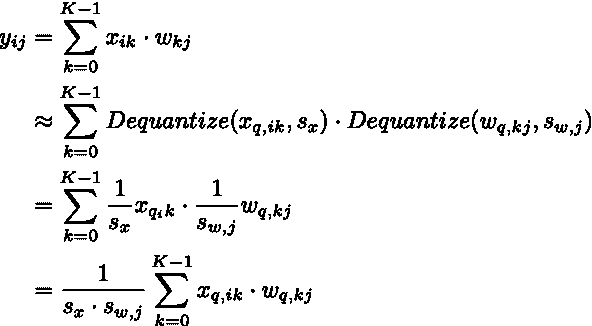 $y_{ij} = \sum_{k=0}^{K-1} x_{ik} \cdot w_{kj}$
$\approx \sum_{k=0}^{K-1} Dequantize(x_{q,ik}, s_x) \cdot Dequantize(w_{q,kj}, s_{w,j})$
$= \sum_{k=0}^{K-1} \frac{1}{s_x} x_{q_ik} \cdot \frac{1}{s_{w,j}} w_{q,kj}$
$= \frac{1}{s_x \cdot s_{w,j}} \sum_{k=0}^{K-1} x_{q,ik} \cdot w_{q,kj}$